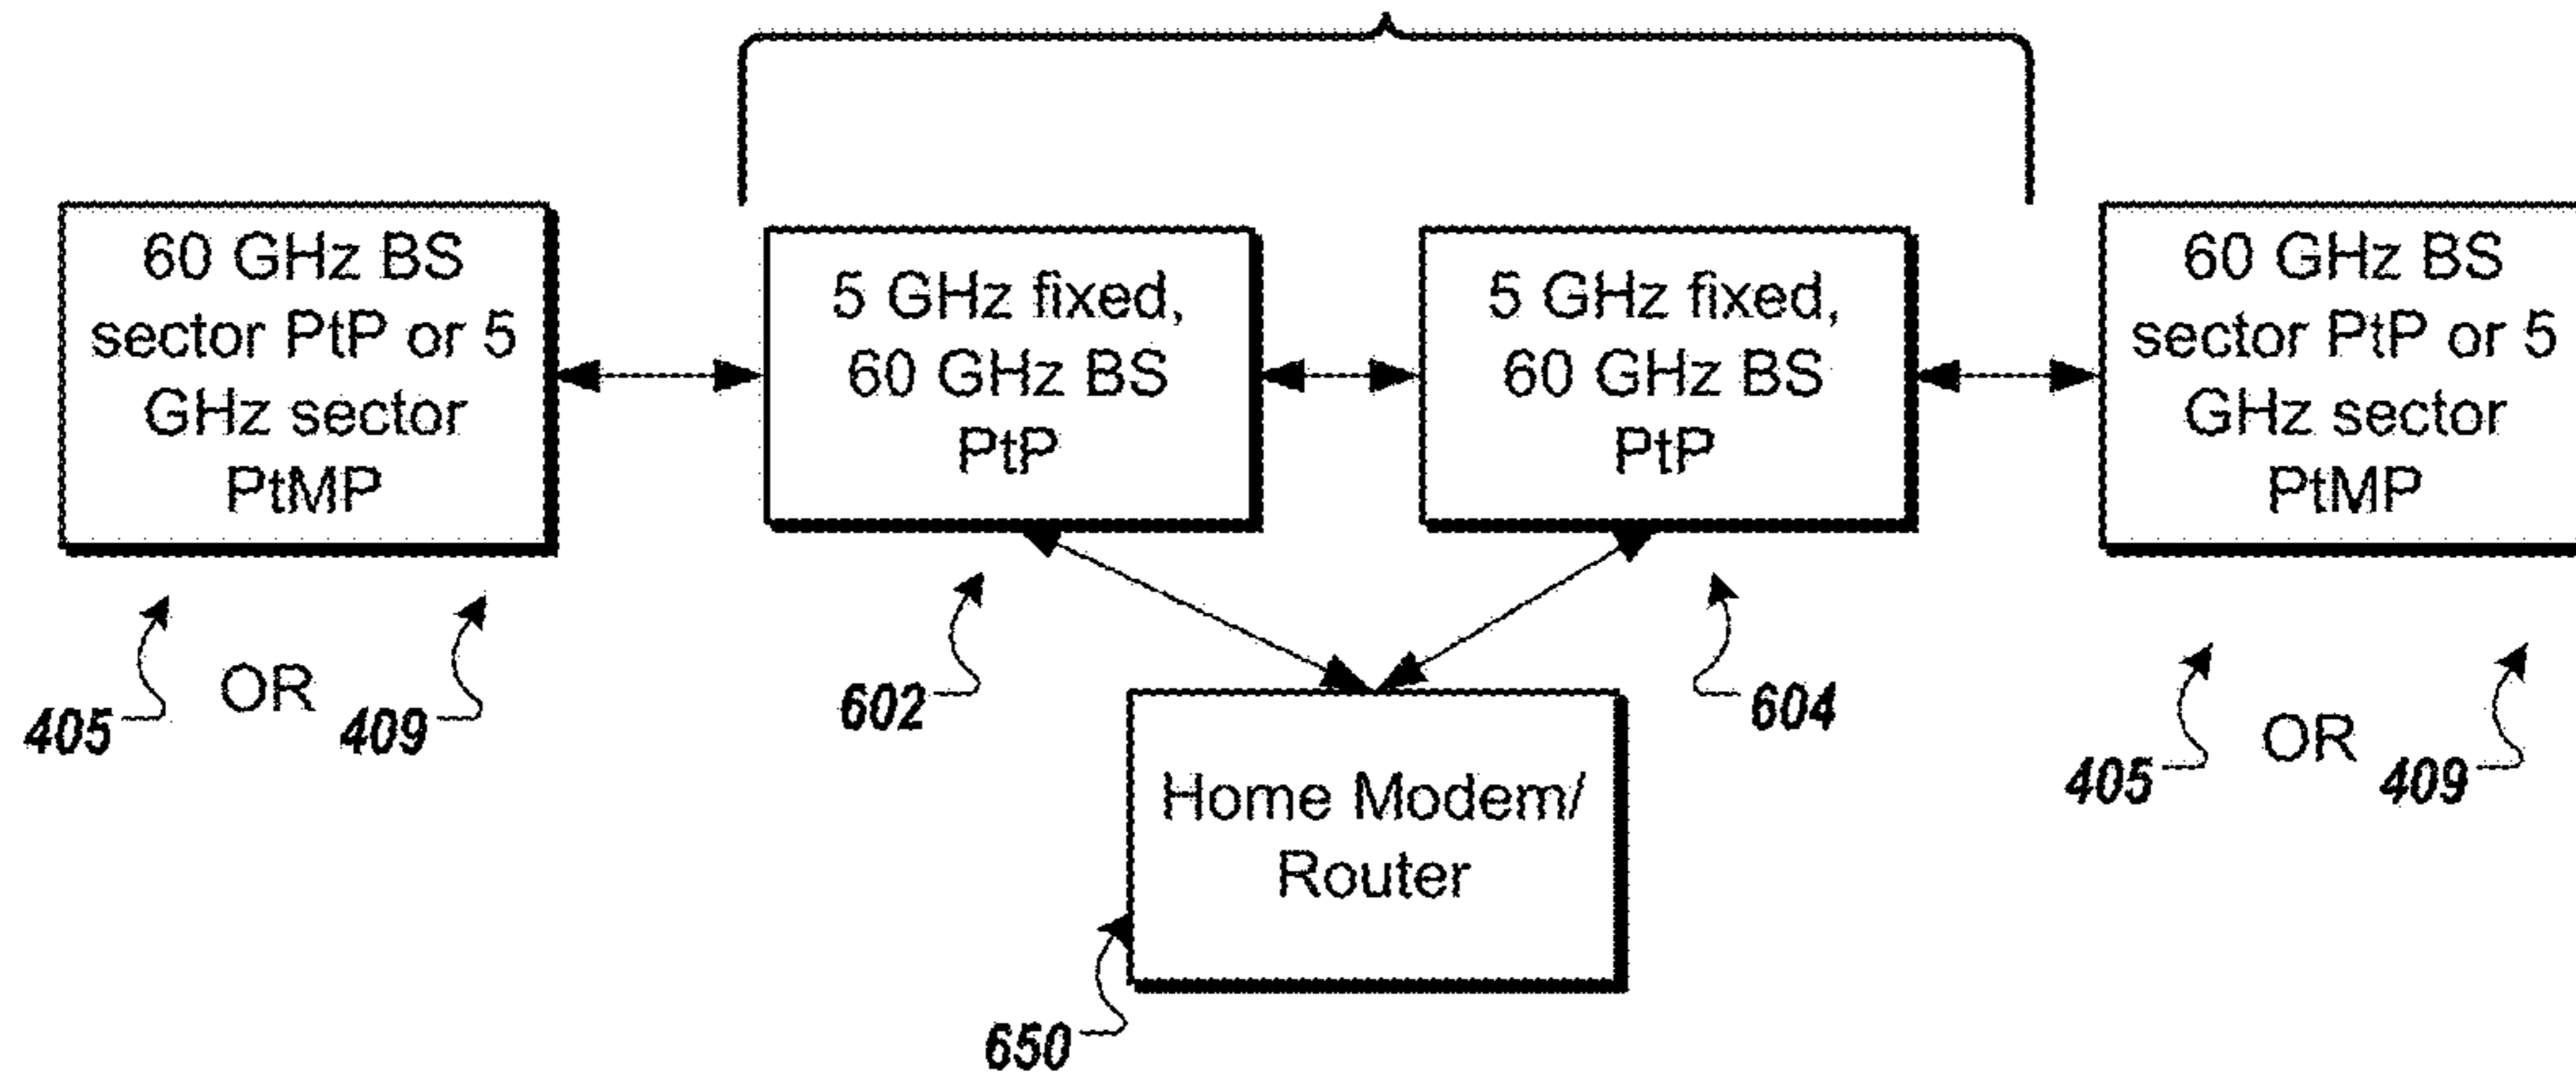 60 GHz BS
sector PtP or 5
GHz sector
PtMP
5 GHz fixed,
60 GHz BS
PtP
5 GHz fixed,
60 GHz BS
PtP
60 GHz BS
sector PtP or 5
GHz sector
PtMP
405 OR 409
602
604
405 OR 409
Home Modem/
Router
650